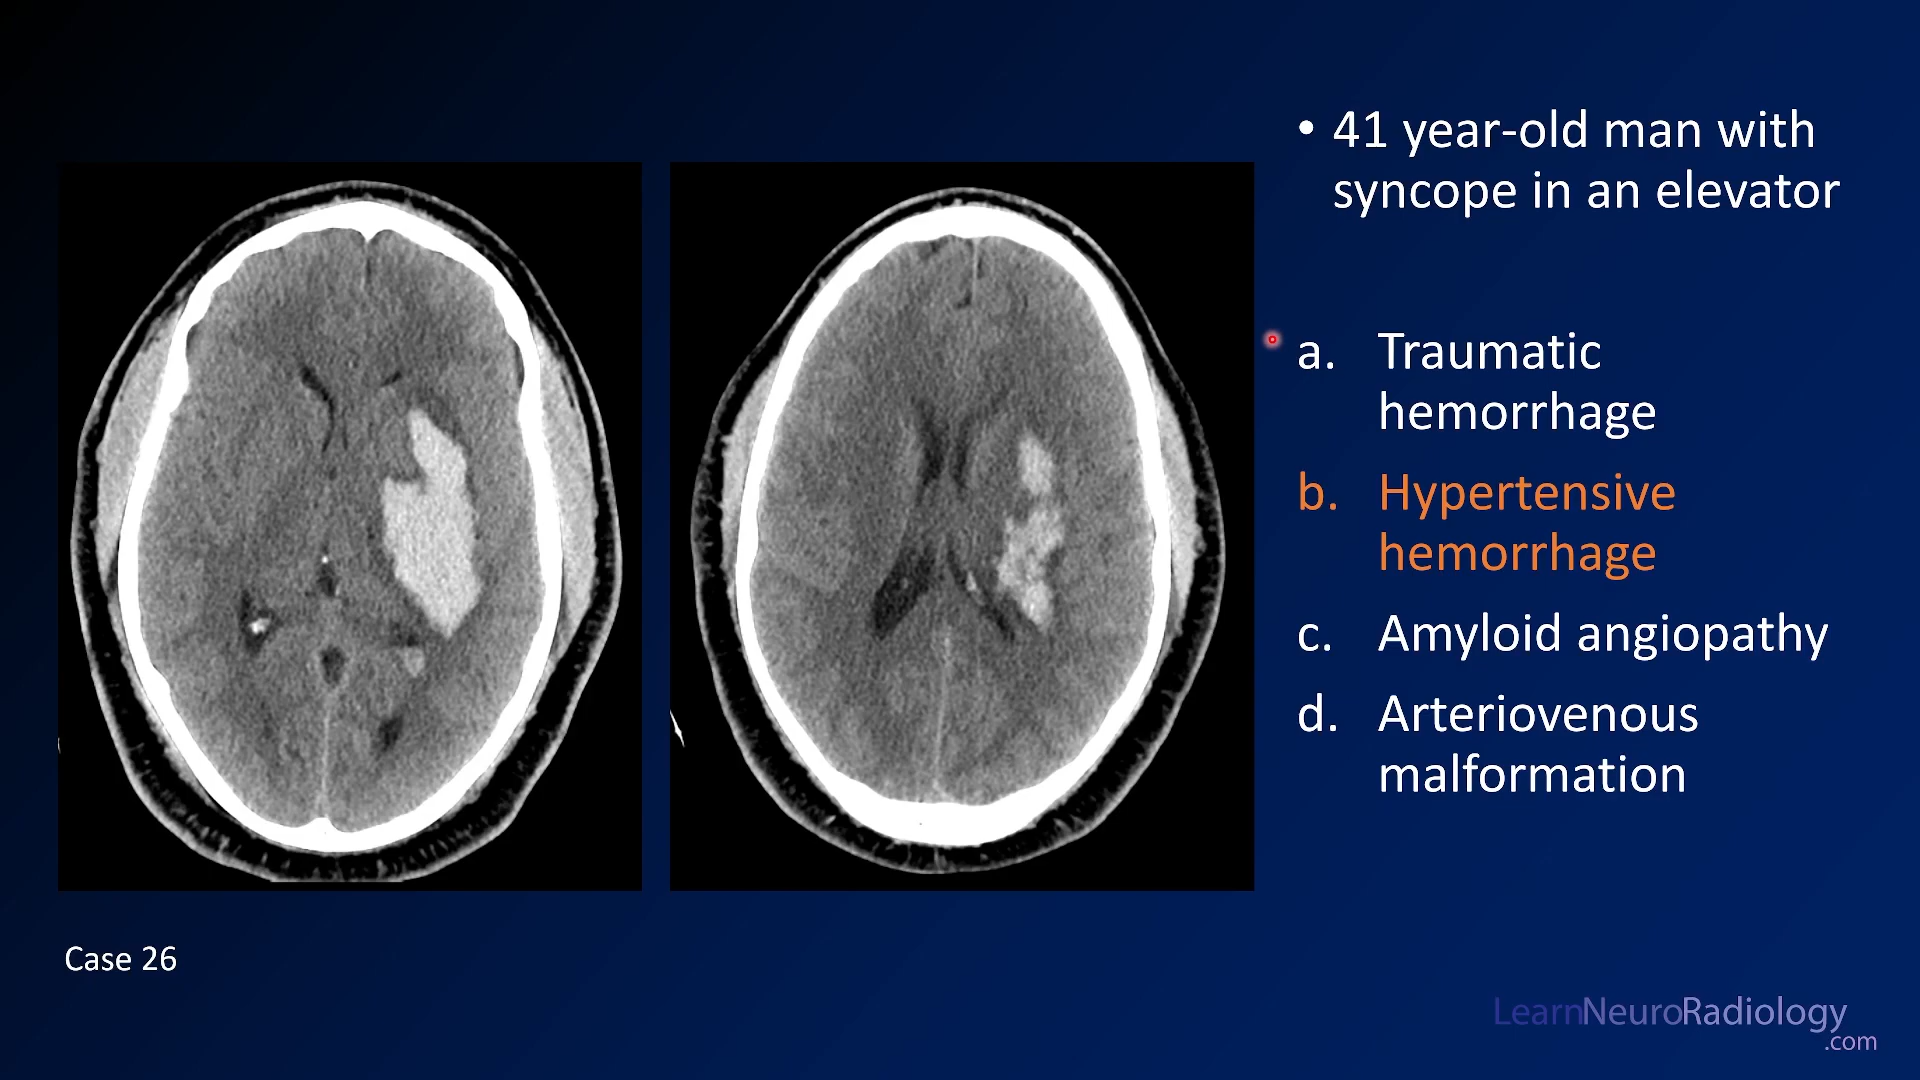 • 41 year-old man with
syncope in an elevator
a. Traumatic
hemorrhage
b. Hypertensive
hemorrhage
c. Amyloid angiopathy
d. Arteriovenous
malformation
Case 26
LearnNeuroRadiology
.com